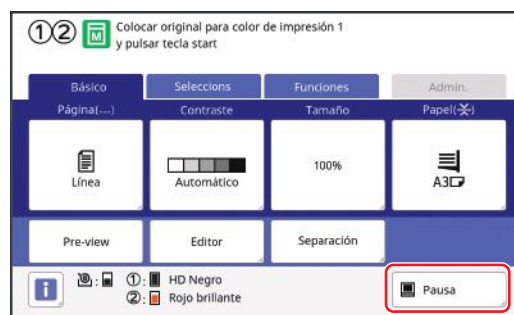 ①② M Colocar original para color de impresión 1
y pulsar tecla start
Básico Seleccions Funciones Admin.
Página(---) Contraste Tamaño Papel(-)
Línea Automático 100% A3
Pre-view Editor Separación
i : ①: HD Negro
②: Rojo brillante
Pausa